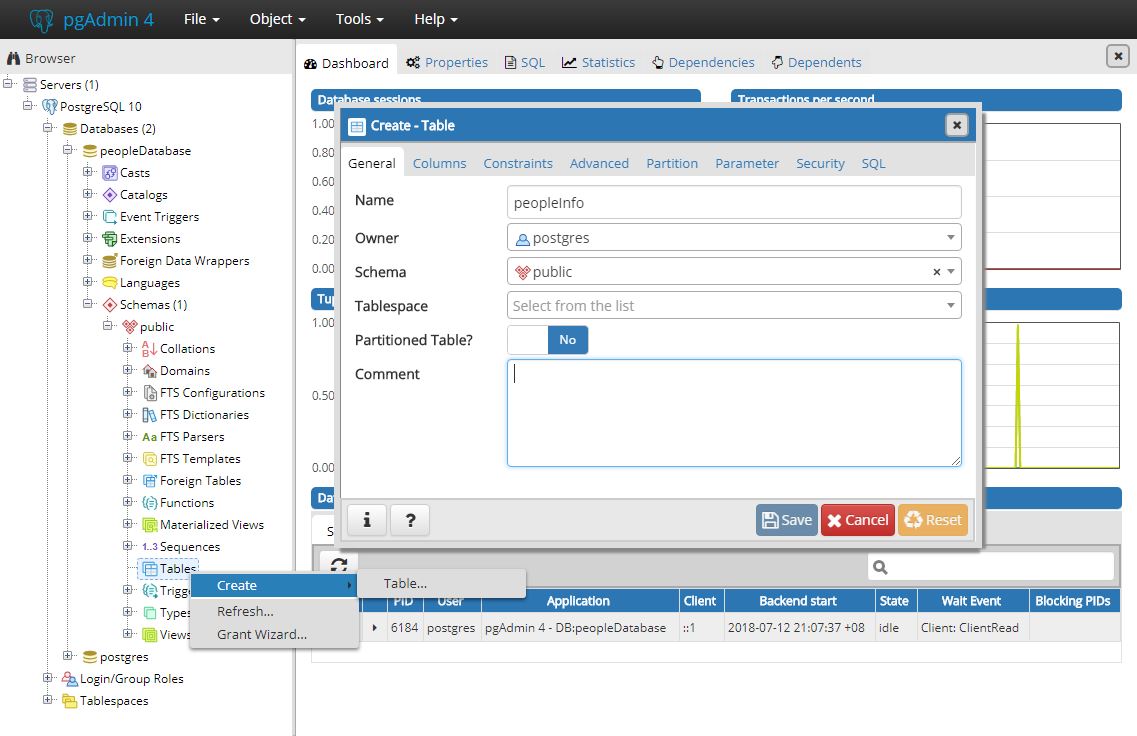 pgAdmin 4 File Object Tools Help
Browser
Servers (1)
PostgreSQL 10
Databases (2)
peopleDatabase
Casts
Catalogs
Event Triggers
Extensions
Foreign Data Wrappers
Languages
Schemas (1)
public
Collations
Domains
FTS Configurations
FTS Dictionaries
Aa FTS Parsers
FTS Templates
Foreign Tables
Functions
Materialized Views
1..3 Sequences
Tables
Types
Views
postgres
Login/Group Roles
Tablespaces
Create
Refresh...
Grant Wizard...
Table...
Dashboard Properties SQL Statistics Dependencies Dependents
Database sessions Transactions per second
1.00
0.80
0.60
0.40
0.20
0.00
1.00
0.50
0.00
Create - Table
General Columns Constraints Advanced Partition Parameter Security SQL
Name peopleInfo
Owner postgres
Schema public
Tablespace Select from the list
Partitioned Table? No
Comment
i ? Save Cancel Reset
PID User Application Client Backend start State Wait Event Blocking PIDs
6184 postgres pgAdmin 4 - DB:peopleDatabase ::1 2018-07-12 21:07:37 +08 idle Client: ClientRead